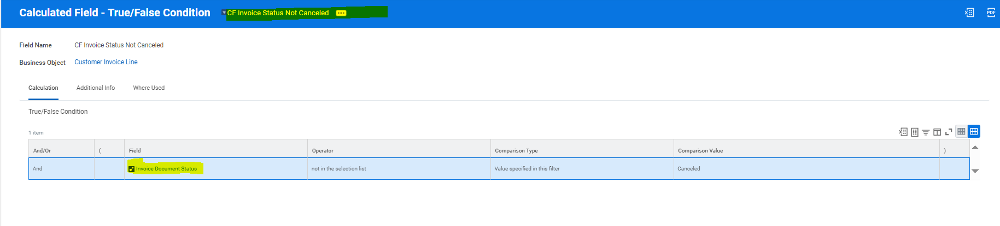 Calculated Field - True/False Condition CF Invoice Status Not Canceled
PDF
Field Name CF Invoice Status Not Canceled
Business Object Customer Invoice Line
Calculation Additional Info Where Used
True/False Condition
1 item
And/Or ( Field Operator Comparison Type Comparison Value )
And Invoice Document Status not in the selection list Value specified in this filter Canceled